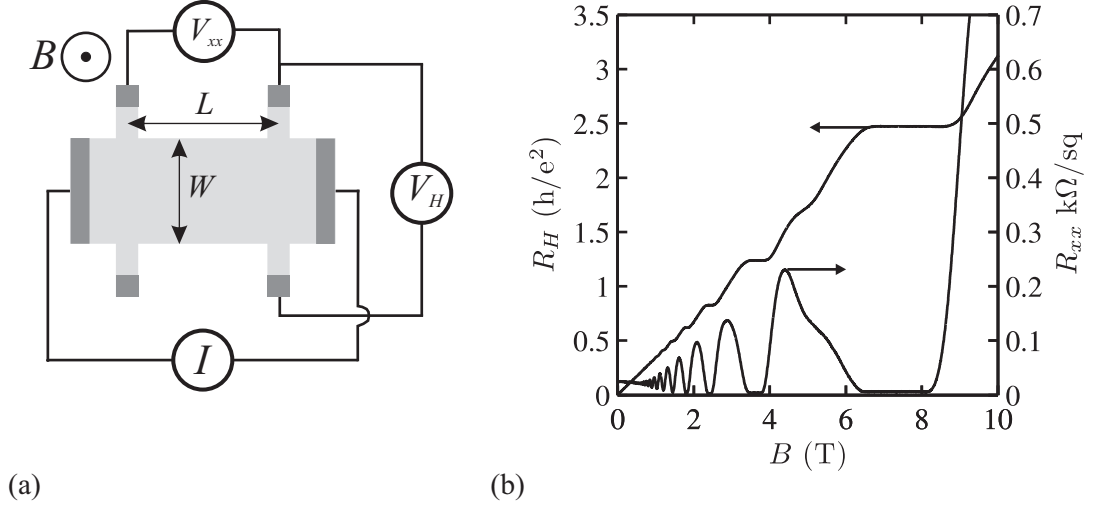 B
V_xx
L
W
V_H
I
(a)
R_H (h/e²)
3.5
3
2.5
2
1.5
1
0.5
0
0.7
0.6
0.5
0.4
0.3
0.2
0.1
0
R_xx kΩ/sq
0 2 4 6 8 10
B (T)
(b)